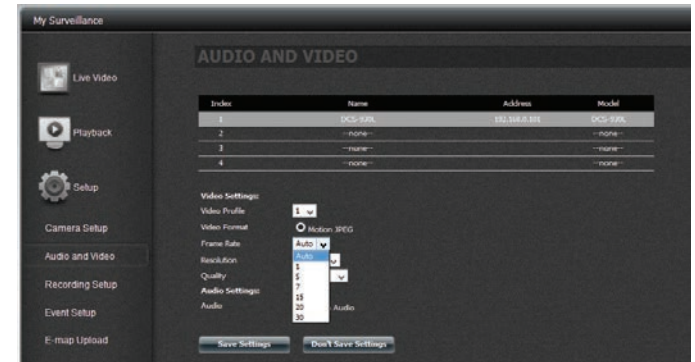 My Surveillance
Live Video
Playback
Setup
Camera Setup
Audio and Video
Recording Setup
Event Setup
E-map Upload
AUDIO AND VIDEO
Index Name Address Model
1 DCS-930L 192.168.0.101 DCS-930L
2 --none-- --none--
3 --none-- --none--
4 --none-- --none--
Video Settings:
Video Profile 1
Video Format Motion JPEG
Frame Rate Auto
Auto
1
5
7
15
20
30
Resolution
Quality
Audio Settings:
Audio Audio
Save Settings Don't Save Settings